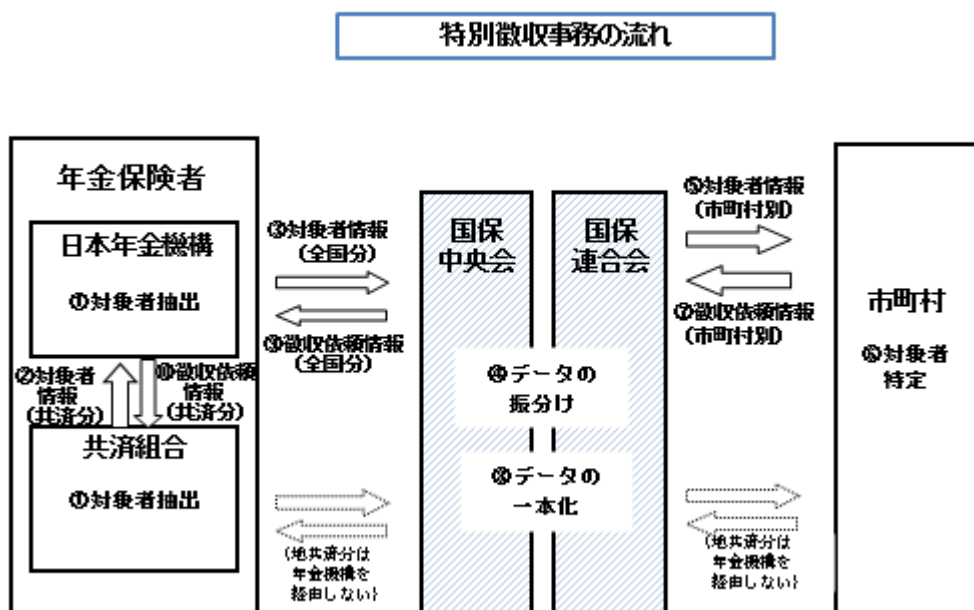 特別徴収事務の流れ
年金保険者
日本年金機構
①対象者抽出
②対象者
情報
(共済分)
⑩徴収依頼
情報
(共済分)
共済組合
①対象者抽出
③対象者情報
(全国分)
⑨徴収依頼情報
(全国分)
(地共済分は
年金機構を
経由しない)
国保
中央会
国保
連合会
④データの
振分け
⑧データの
一本化
⑤対象者情報
(市町村別)
⑦徴収依頼情報
(市町村別)
(地共済分は
年金機構を
経由しない)
市町村
⑥対象者
特定